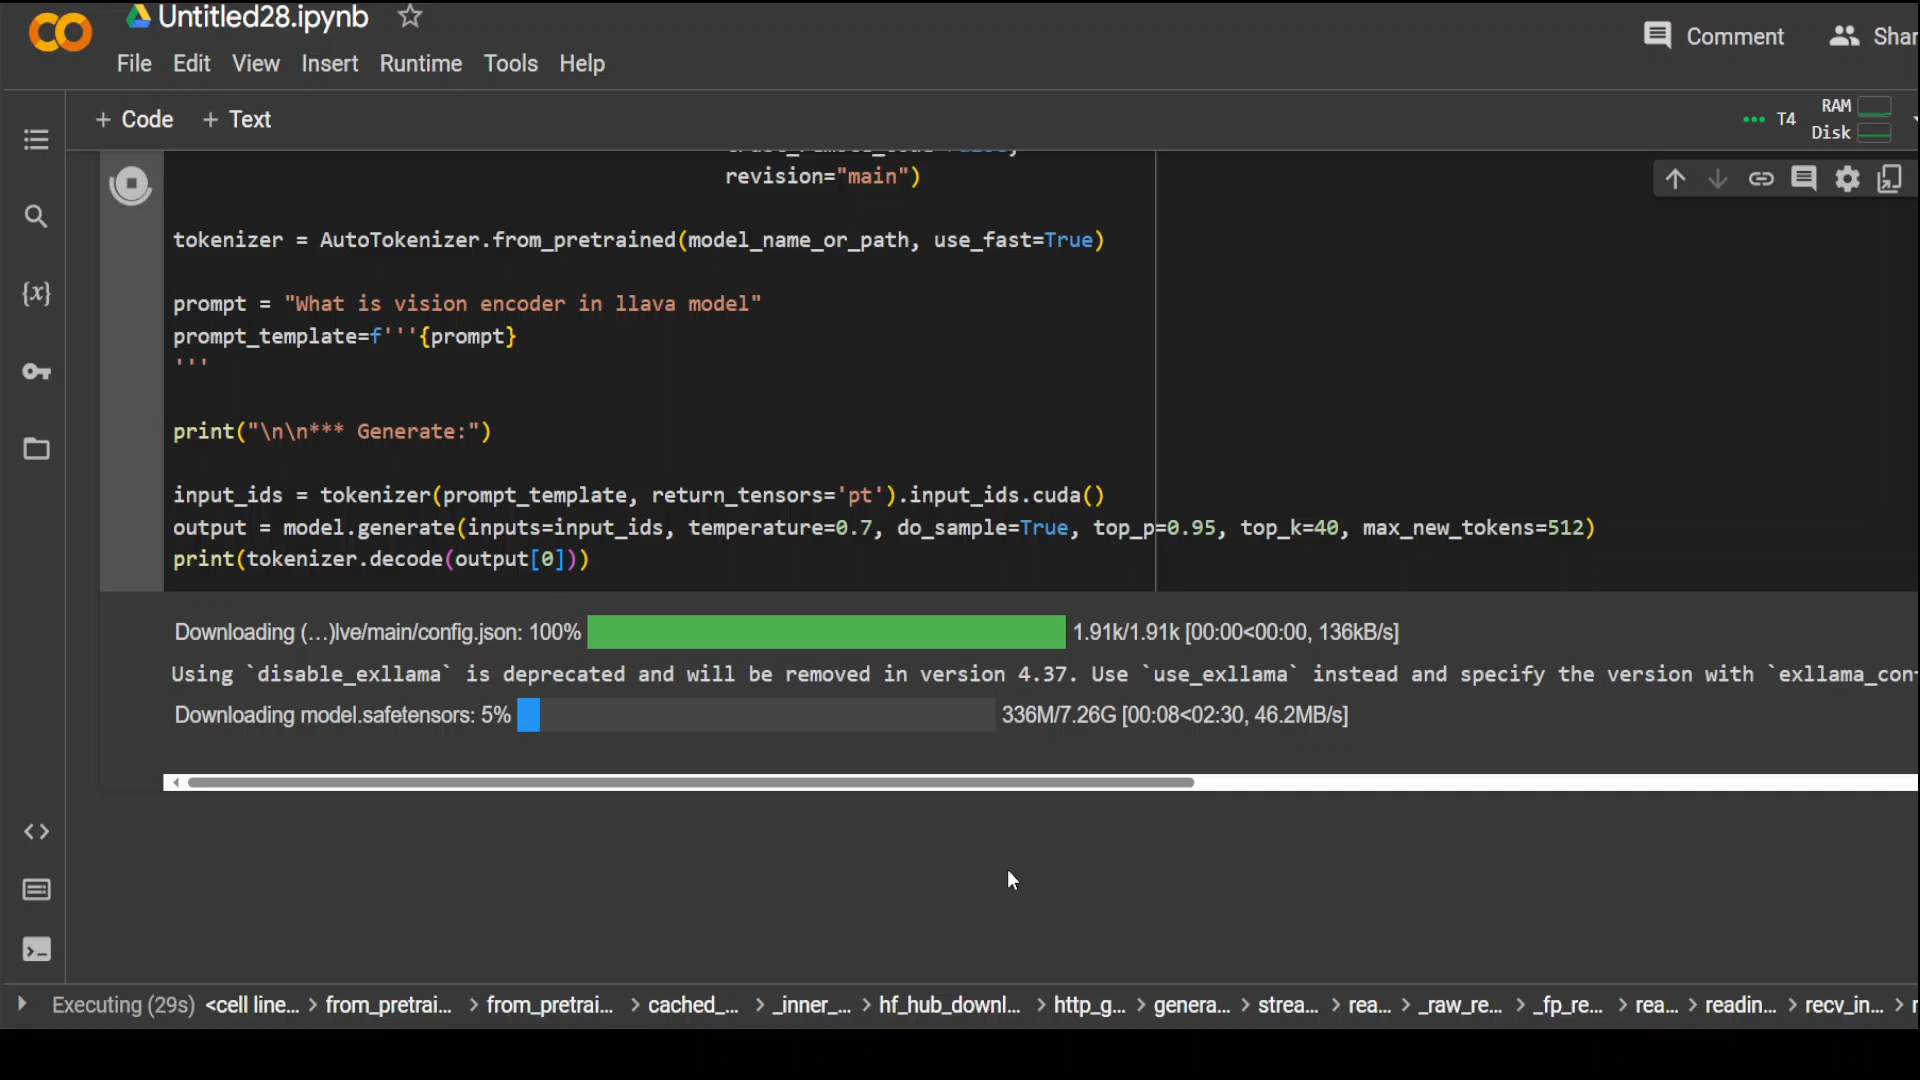 Untitled28.ipynb
Comment
File Edit View Insert Runtime Tools Help
+ Code + Text
T4
RAM
Disk
revision="main")
tokenizer = AutoTokenizer.from_pretrained(model_name_or_path, use_fast=True)
prompt = "What is vision encoder in llava model"
prompt_template=f'''{prompt}
'''
print("\n\n*** Generate:")
input_ids = tokenizer(prompt_template, return_tensors='pt').input_ids.cuda()
output = model.generate(inputs=input_ids, temperature=0.7, do_sample=True, top_p=0.95, top_k=40, max_new_tokens=512)
print(tokenizer.decode(output[0]))
Downloading (…)lve/main/config.json: 100% 1.91k/1.91k [00:00<00:00, 136kB/s]
Using `disable_exllama` is deprecated and will be removed in version 4.37. Use `use_exllama` instead and specify the version with `exllama_con
Downloading model.safetensors: 5% 336M/7.26G [00:08<02:30, 46.2MB/s]
Executing (29s) <cell line... > from_pretrai... > from_pretrai... > cached_... > _inner_... > hf_hub_downl... > http_g... > genera... > strea... > rea... > _raw_re... > _fp_re... > rea... > readin... > recv_in... >